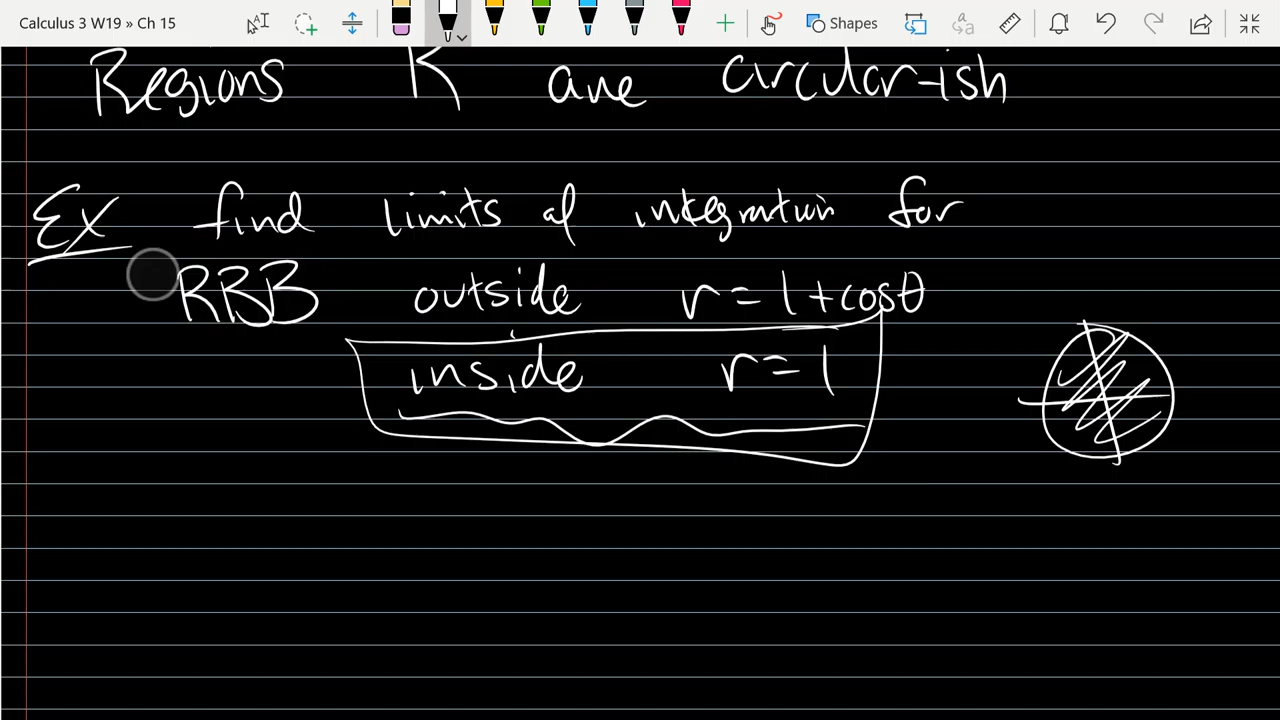 Calculus 3 W19 » Ch 15
Shapes
Regions R are circular-ish
Ex find limits of integration for
RBB outside r = 1 + cosθ
inside r = 1